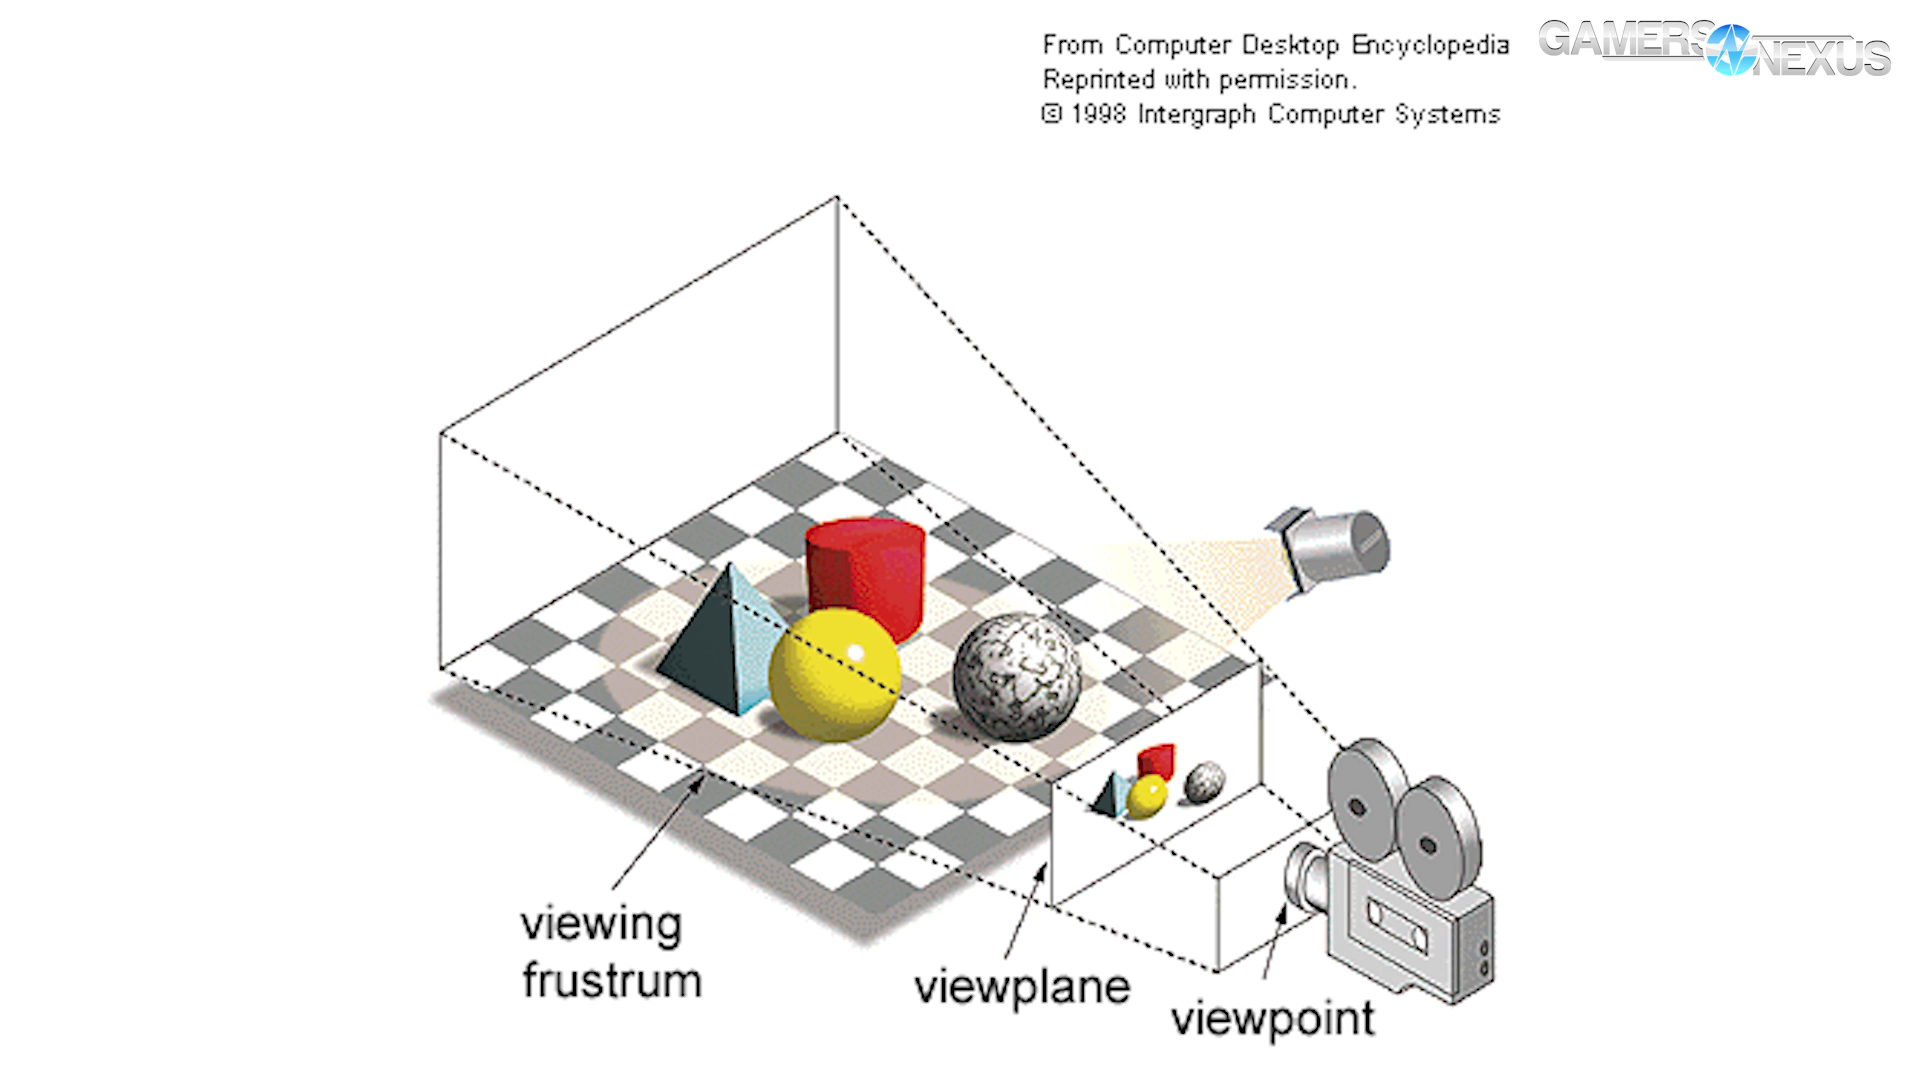 From Computer Desktop Encyclopedia
Reprinted with permission.
© 1998 Intergraph Computer Systems
GAMERS NEXUS
viewing
frustrum
viewplane
viewpoint